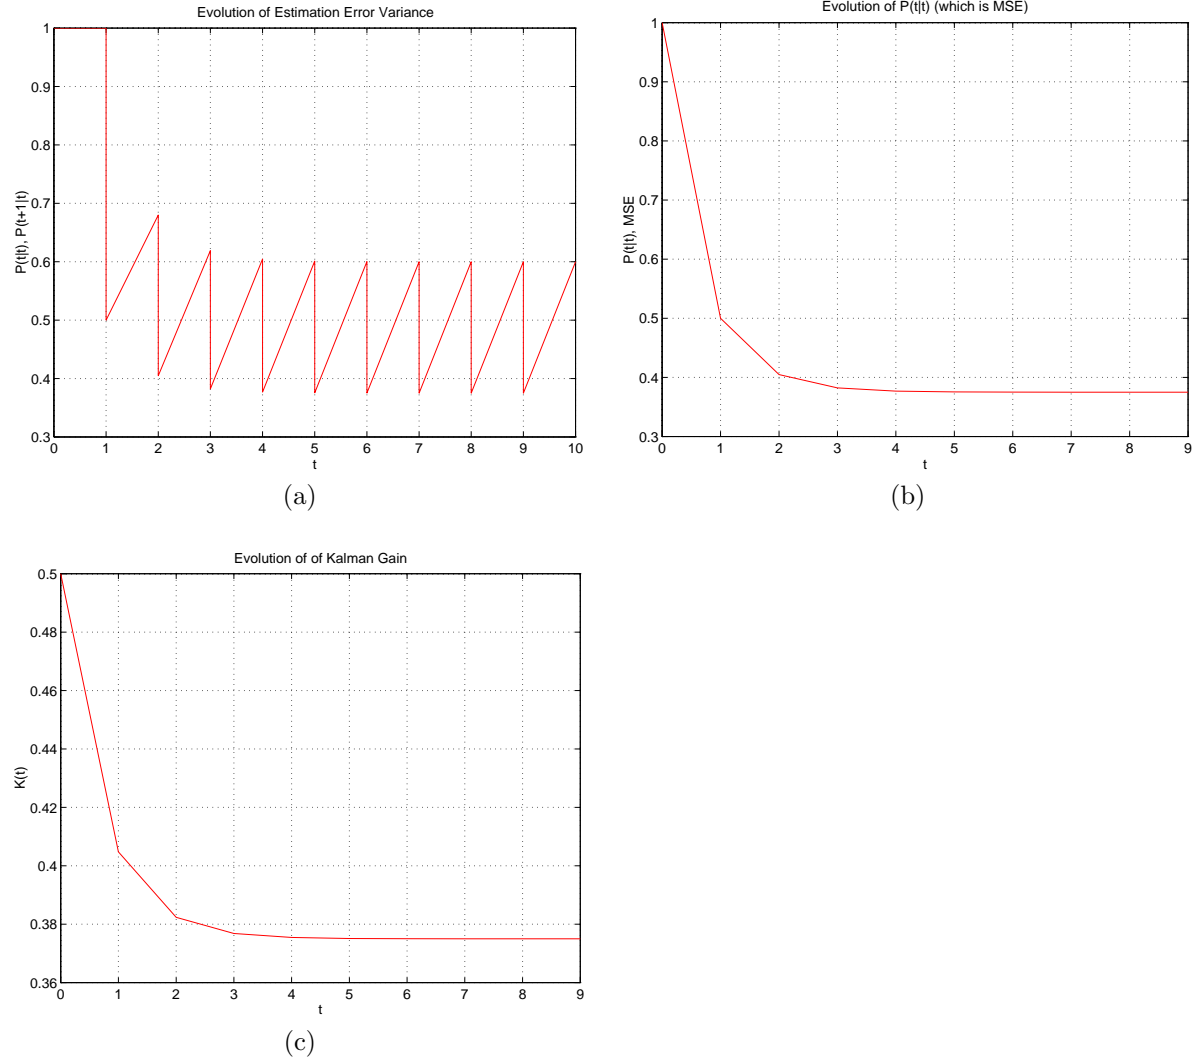 Evolution of Estimation Error Variance
1
0.9
0.8
0.7
0.6
0.5
0.4
0.3
P(t|t), P(t+1|t)
0 1 2 3 4 5 6 7 8 9 10
t
(a)
Evolution of P(t|t) (which is MSE)
1
0.9
0.8
0.7
0.6
0.5
0.4
0.3
P(t|t), MSE
0 1 2 3 4 5 6 7 8 9
t
(b)
Evolution of of Kalman Gain
0.5
0.48
0.46
0.44
0.42
0.4
0.38
0.36
K(t)
0 1 2 3 4 5 6 7 8 9
t
(c)